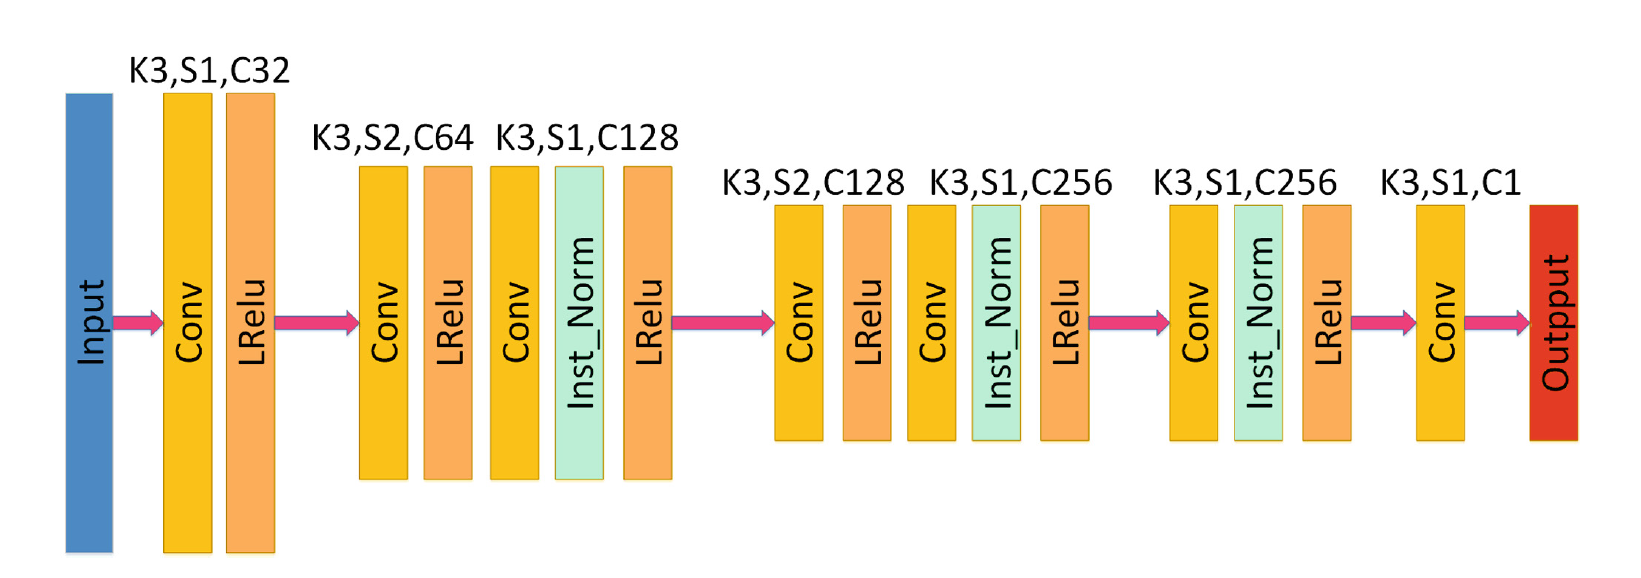 K3,S1,C32
K3,S2,C64
K3,S1,C128
K3,S2,C128
K3,S1,C256
K3,S1,C256
K3,S1,C1
Input
Conv
LRelu
Conv
LRelu
Conv
Inst_Norm
LRelu
Conv
LRelu
Conv
Inst_Norm
LRelu
Conv
Inst_Norm
LRelu
Conv
Outpput